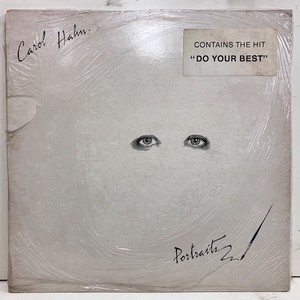 Carol Hahn.
CONTAINS THE HIT
"DO YOUR BEST"
Portraits